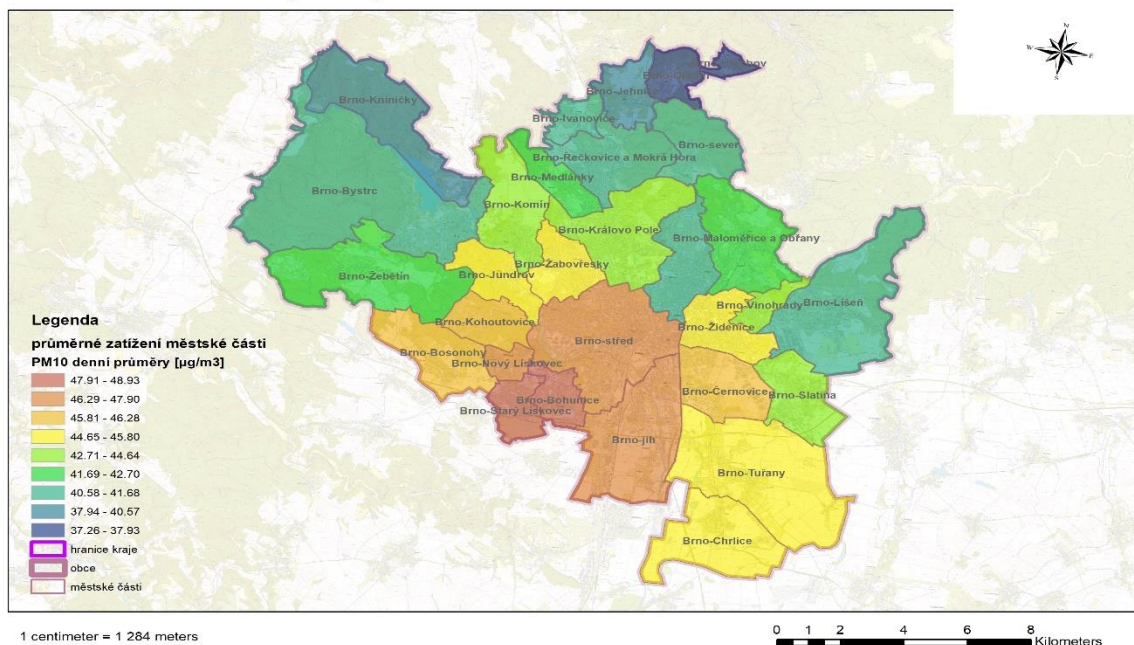 N
W
E
S
Brno-Kníničky
Brno-Jehnice
Brno-Ivanovice
Brno-sever
Brno-Řečkovice a Mokrá Hora
Brno-Medlánky
Brno-Bystrc
Brno-Komín
Brno-Královo Pole
Brno-Maloměřice a Obřany
Brno-Žabovřesky
Brno-Žebětín
Brno-Jundrov
Brno-Vinohrady
Brno-Líšeň
Brno-Kohoutovice
Brno-Židenice
Brno-střed
Brno-Bosonohy
Brno-Nový Lískovec
Brno-Černovice
Brno-Slatina
Brno-Bohunice
Brno-Starý Lískovec
Brno-jih
Brno-Tuřany
Brno-Chrlice
Legenda
průměrné zatížení městské části
PM10 denní průměry [µg/m3]
47.91 - 48.93
46.29 - 47.90
45.81 - 46.28
44.65 - 45.80
42.71 - 44.64
41.69 - 42.70
40.58 - 41.68
37.94 - 40.57
37.26 - 37.93
hranice kraje
obce
městské části
1 centimeter = 1 284 meters
0 1 2 4 6 8
Kilometers